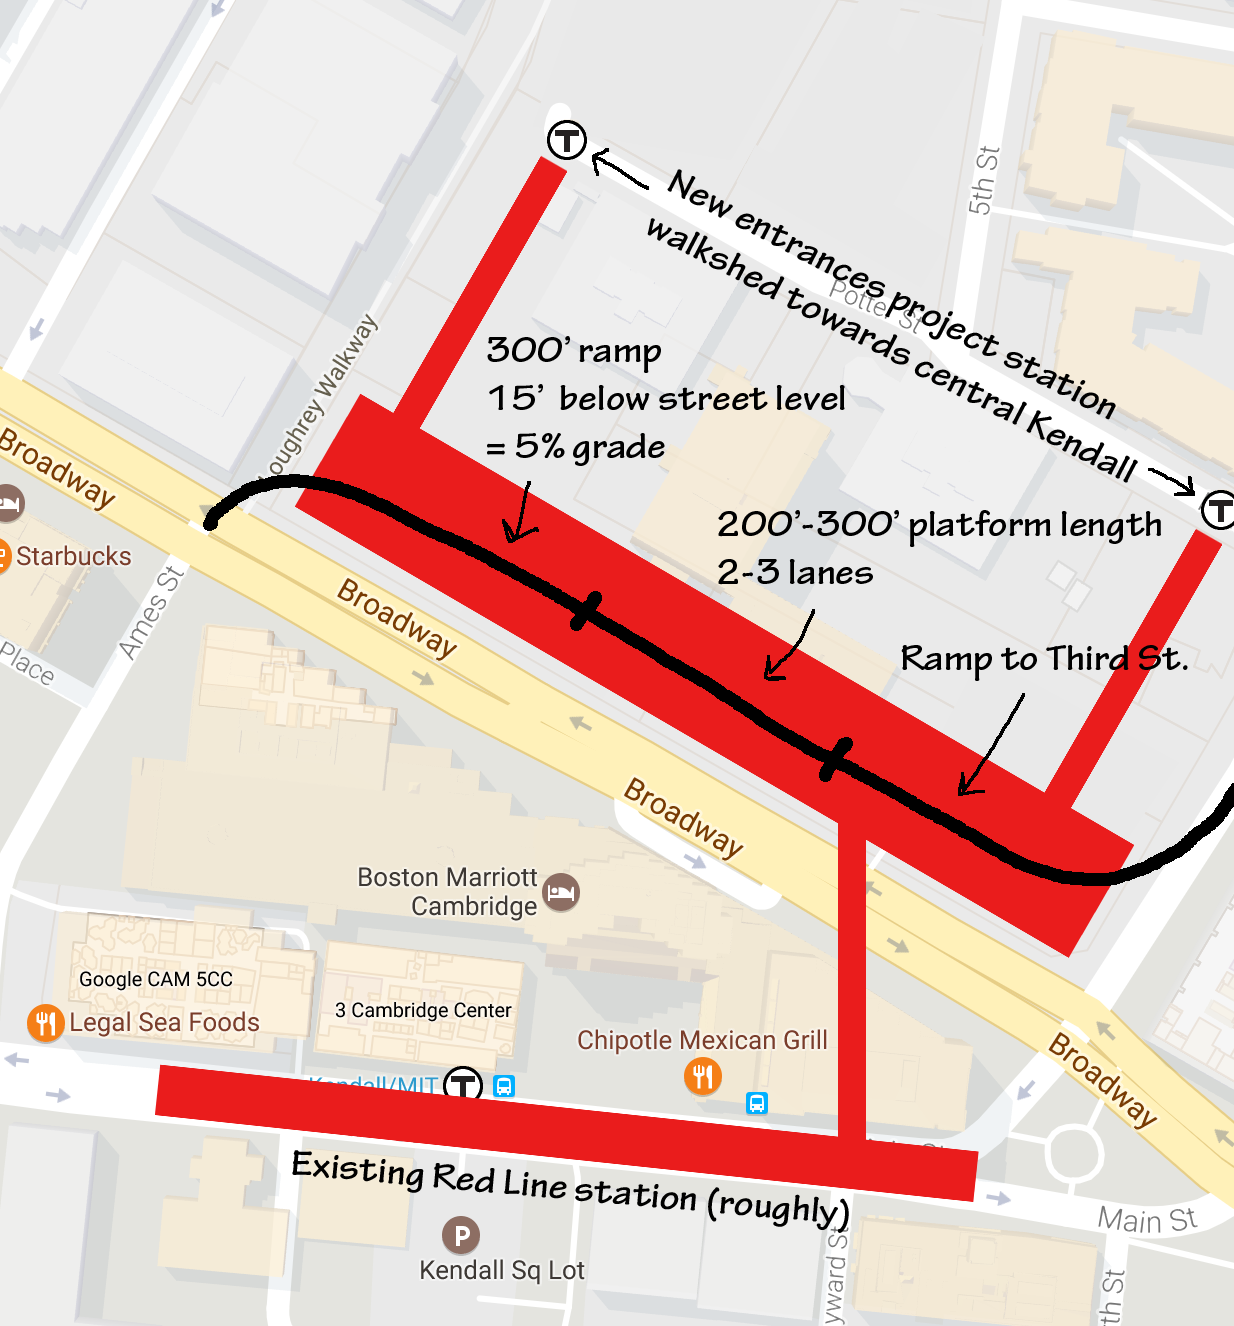 T
New entrances project station
walkshed towards central Kendall
5th St
Potter St
T
Loughrey Walkway
300' ramp
15' below street level
= 5% grade
200'-300' platform length
2-3 lanes
Ramp to Third St.
Broadway
Starbucks
Ames St
Place
Broadway
Broadway
Boston Marriott
Cambridge
Google CAM 5CC
3 Cambridge Center
Legal Sea Foods
Chipotle Mexican Grill
Broadway
Kendall/MIT
T
Existing Red Line station (roughly)
Main St
P
Kendall Sq Lot
yward St
th St